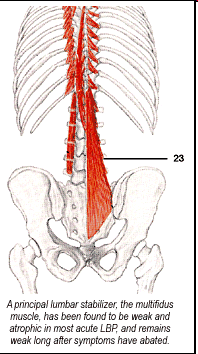 23
A principal lumbar stabilizer, the multifidus
muscle, has been found to be weak and
atrophic in most acute LBP, and remains
weak long after symptoms have abated.